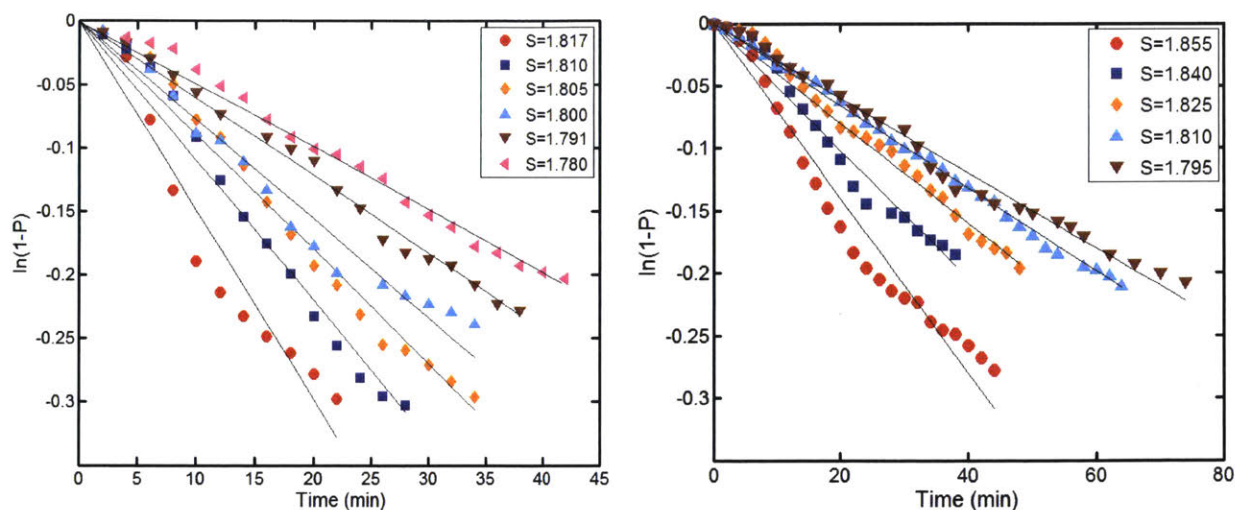 0
-0.05
-0.1
-0.15
-0.2
-0.25
-0.3
ln(1-P)
0 5 10 15 20 25 30 35 40 45
Time (min)
S=1.817
S=1.810
S=1.805
S=1.800
S=1.791
S=1.780
0
-0.05
-0.1
-0.15
-0.2
-0.25
-0.3
ln(1-P)
0 20 40 60 80
Time (min)
S=1.855
S=1.840
S=1.825
S=1.810
S=1.795